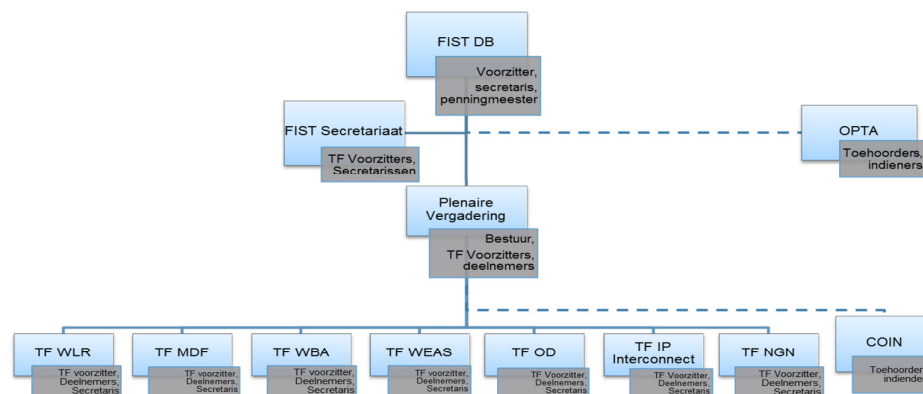 FIST DB
Voorzitter,
secretaris,
penningmeester
FIST Secretariaat
TF Voorzitters,
Secretarissen
OPTA
Toehoorders,
indieners
Plenaire
Vergadering
Bestuur,
TF Voorzitters,
deelnemers
TF WLR
TF voorzitter,
Deelnemers,
Secretaris
TF MDF
TF voorzitter,
Deelnemers,
Secretaris
TF WBA
TF voorzitter,
Deelnemers,
Secretaris
TF WEAS
TF voorzitter,
Deelnemers,
Secretaris
TF OD
TF Voorzitter,
Deelnemers,
Secretaris
TF IP
Interconnect
TF Voorzitter,
Deelnemers,
Secretaris
TF NGN
TF Voorzitter,
Deelnemers,
Secretaris
COIN